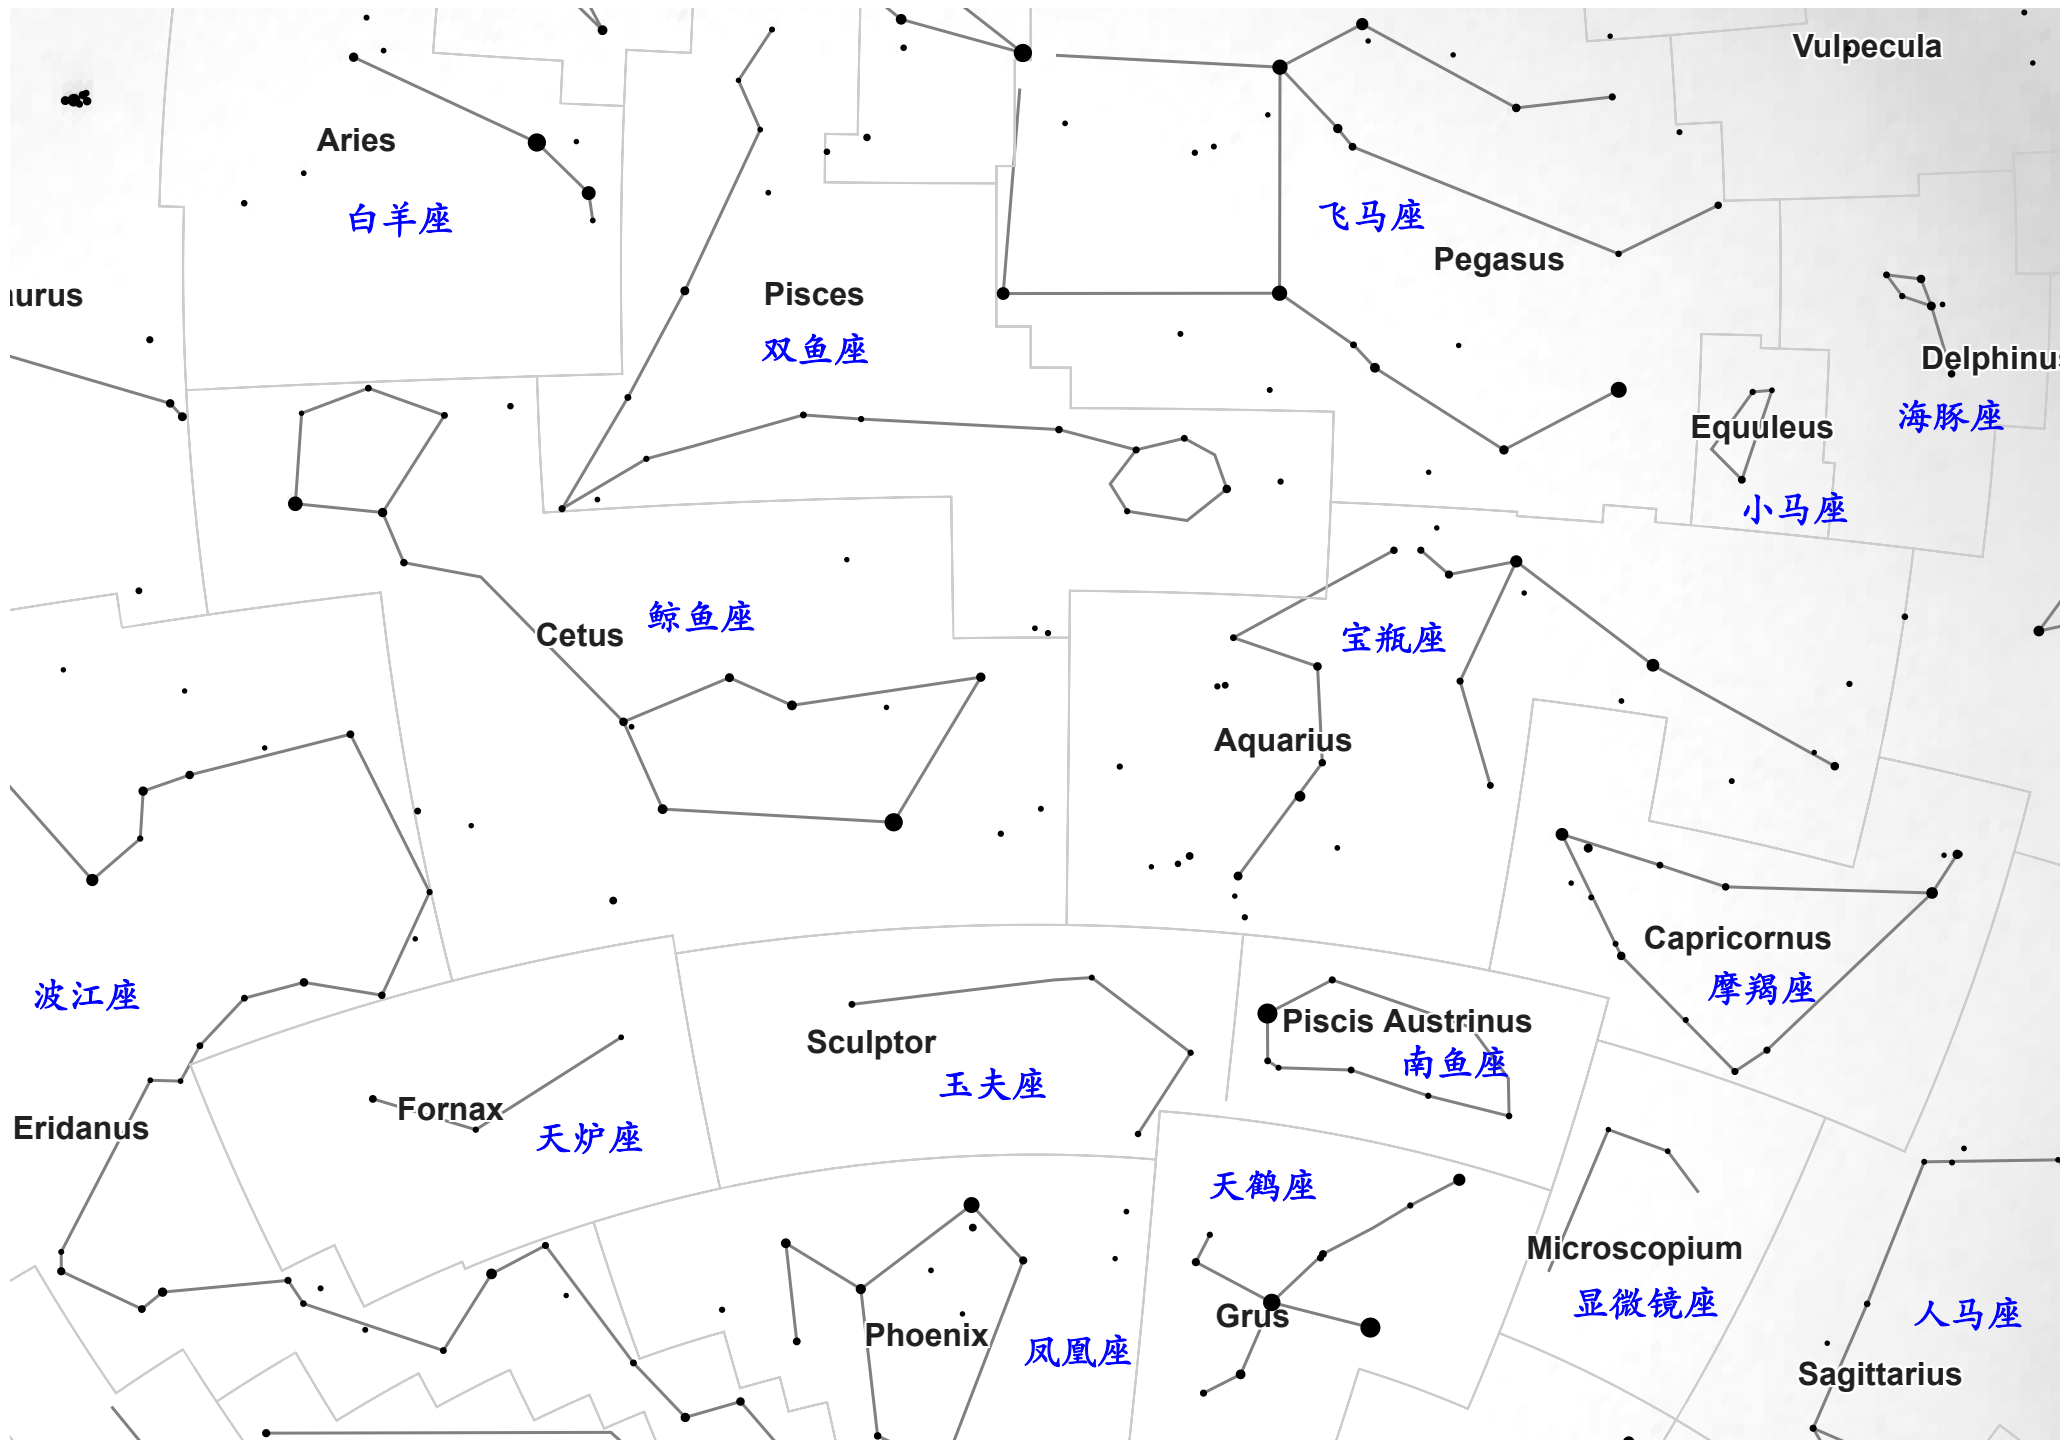 Vulpecula
Aries
白羊座
飞马座
Pegasus
aurus
Pisces
双鱼座
Delphinus
海豚座
Equuleus
小马座
Cetus
鲸鱼座
宝瓶座
Aquarius
Capricornus
摩羯座
波江座
Eridanus
Sculptor
玉夫座
Piscis Austrinus
南鱼座
Fornax
天炉座
天鹤座
Grus
Microscopium
显微镜座
人马座
Sagittarius
Phoenix
凤凰座